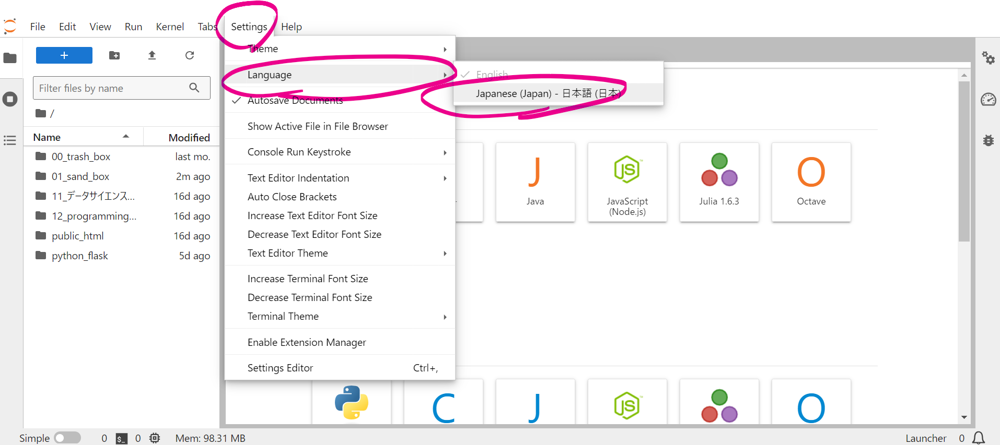 File Edit View Run Kernel Tabs Settings Help
Theme
Language
English
Filter files by name
Japanese (Japan) - 日本語 (日本)
Autosave Documents
/
Show Active File in File Browser
Name Modified
Console Run Keystroke
00_trash_box last mo.
01_sand_box 2m ago
Text Editor Indentation
11_データサイエンス... 16d ago
Auto Close Brackets
Java JavaScript Julia 1.6.3 Octave
(Node.js)
12_programming... 16d ago
Increase Text Editor Font Size
public_html 16d ago
Decrease Text Editor Font Size
python_flask 5d ago
Text Editor Theme
Increase Terminal Font Size
Decrease Terminal Font Size
Terminal Theme
Enable Extension Manager
Settings Editor Ctrl+,
Simple 0 $_ 0 Mem: 98.31 MB Launcher 0